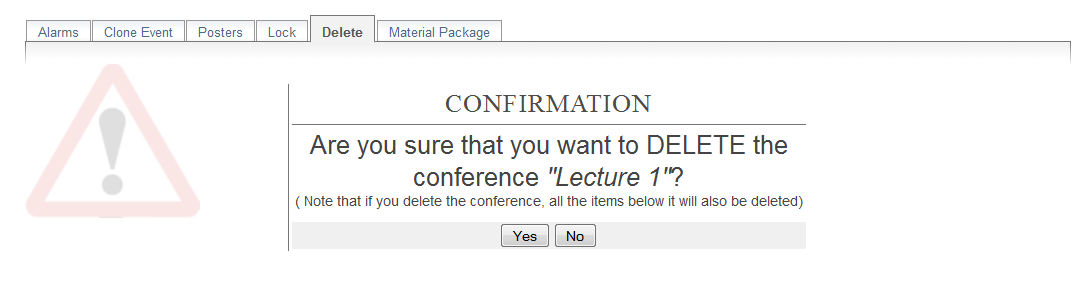 Alarms Clone Event Posters Lock Delete Material Package
CONFIRMATION
Are you sure that you want to DELETE the
conference "Lecture 1"?
( Note that if you delete the conference, all the items below it will also be deleted)
Yes No